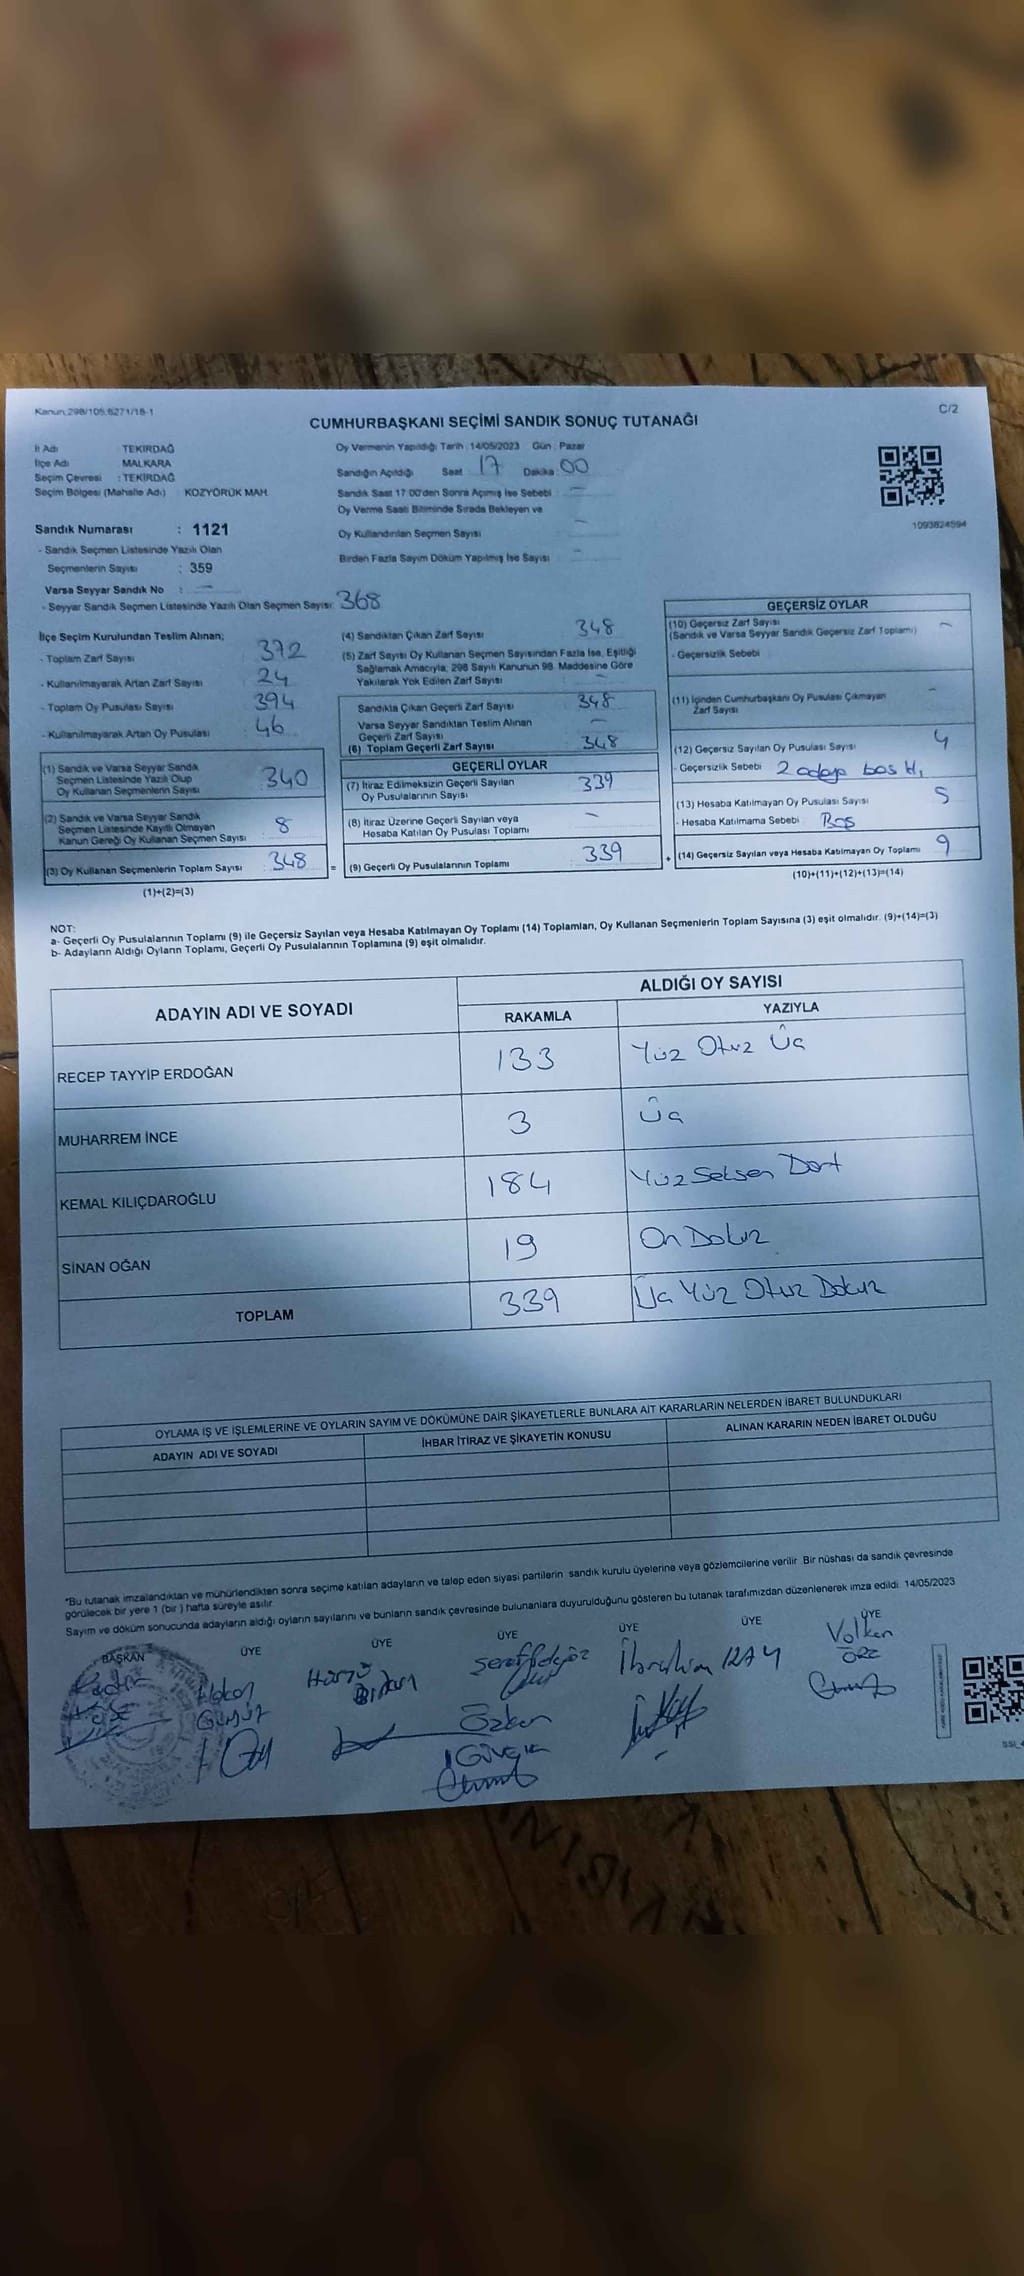 Kanun,298/105,6271/18-1
C/2
CUMHURBAŞKANI SEÇİMİ SANDIK SONUÇ TUTANAĞI
İl Adı TEKİRDAĞ
İlçe Adı MALKARA
Seçim Çevresi : TEKİRDAĞ
Seçim Bölgesi (Mahalle Adı) : KOZYÖRÜK MAH.
Sandık Numarası : 1121
- Sandık Seçmen Listesinde Yazılı Olan
Seçmenlerin Sayısı : 359
Varsa Seyyar Sandık No : -
- Seyyar Sandık Seçmen Listesinde Yazılı Olan Seçmen Sayısı: 368
Oy Vermenin Yapıldığı Tarih : 14/05/2023 Gün : Pazar
Sandığın Açıldığı Saat : 17 Dakika : 00
Sandık Saat 17:00'den Sonra Açılmış İse Sebebi -
Oy Verme Saati Bitiminde Sırada Bekleyen ve
Oy Kullandırılan Seçmen Sayısı -
Birden Fazla Sayım Döküm Yapılmış İse Sayısı -
1093824594
İlçe Seçim Kurulundan Teslim Alınan;
- Toplam Zarf Sayısı 372
- Kullanılmayarak Artan Zarf Sayısı 24
- Toplam Oy Pusulası Sayısı 394
- Kullanılmayarak Artan Oy Pusulası 46
(1) Sandık ve Varsa Seyyar Sandık
Seçmen Listesinde Yazılı Olup
Oy Kullanan Seçmenlerin Sayısı 340
(2) Sandık ve Varsa Seyyar Sandık
Seçmen Listesinde Kayıtlı Olmayan
Kanun Gereği Oy Kullanan Seçmen Sayısı 8
(3) Oy Kullanan Seçmenlerin Toplam Sayısı 348 =
(1)+(2)=(3)
(4) Sandıktan Çıkan Zarf Sayısı 348
(5) Zarf Sayısı Oy Kullanan Seçmen Sayısından Fazla İse, Eşitliği
Sağlamak Amacıyla, 298 Sayılı Kanunun 98. Maddesine Göre
Yakılarak Yok Edilen Zarf Sayısı -
Sandıkta Çıkan Geçerli Zarf Sayısı 348
Varsa Seyyar Sandıktan Teslim Alınan
Geçerli Zarf Sayısı -
(6) Toplam Geçerli Zarf Sayısı 348
GEÇERLİ OYLAR
(7) İtiraz Edilmeksizin Geçerli Sayılan
Oy Pusulalarının Sayısı 339
(8) İtiraz Üzerine Geçerli Sayılan veya
Hesaba Katılan Oy Pusulası Toplamı -
(9) Geçerli Oy Pusulalarının Toplamı 339 +
GEÇERSİZ OYLAR
(10) Geçersiz Zarf Sayısı -
(Sandık ve Varsa Seyyar Sandık Geçersiz Zarf Toplamı)
- Geçersizlik Sebebi
(11) İçinden Cumhurbaşkanı Oy Pusulası Çıkmayan
Zarf Sayısı -
(12) Geçersiz Sayılan Oy Pusulası Sayısı 4
- Geçersizlik Sebebi 2 adaya
(13) Hesaba Katılmayan Oy Pusulası Sayısı 5
- Hesaba Katılmama Sebebi Boş
(14) Geçersiz Sayılan veya Hesaba Katılmayan Oy Toplamı 9
(10)+(11)+(12)+(13)=(14)
NOT:
a- Geçerli Oy Pusulalarının Toplamı (9) ile Geçersiz Sayılan veya Hesaba Katılmayan Oy Toplamı (14) Toplamları, Oy Kullanan Seçmenlerin Toplam Sayısına (3) eşit olmalıdır. (9)+(14)=(3)
b- Adayların Aldığı Oyların Toplamı, Geçerli Oy Pusulalarının Toplamına (9) eşit olmalıdır.
ADAYIN ADI VE SOYADI ALDIĞI OY SAYISI
RAKAMLA YAZIYLA
RECEP TAYYİP ERDOĞAN 133 Yüz Otuz Üç
MUHARREM İNCE 3 Üç
KEMAL KILIÇDAROĞLU 184 Yüz Seksen Dört
SİNAN OĞAN 19 On Dokuz
TOPLAM 339 Üç Yüz Otuz Dokuz
OYLAMA İŞ VE İŞLEMLERİNE VE OYLARIN SAYIM VE DÖKÜMÜNE DAİR ŞİKAYETLERLE BUNLARA AİT KARARLARIN NELERDEN İBARET BULUNDUKLARI
ADAYIN ADI VE SOYADI İHBAR İTİRAZ VE ŞİKAYETİN KONUSU ALINAN KARARIN NEDEN İBARET OLDUĞU
*Bu tutanak imzalandıktan ve mühürlendikten sonra seçime katılan adayların ve talep eden siyasi partilerin sandık kurulu üyelerine veya gözlemcilerine verilir. Bir nüshası da sandık çevresinde
görülecek bir yere 1 (bir) hafta süreyle asılır.
Sayım ve döküm sonucunda adayların aldığı oyların sayılarını ve bunların sandık çevresinde bulunanlara duyurulduğunu gösteren bu tutanak tarafımızdan düzenlenerek imza edildi. 14/05/2023
BAŞKAN ÜYE ÜYE ÜYE ÜYE ÜYE ÜYE
Hakan
İbrahim
Volkan
Özkan